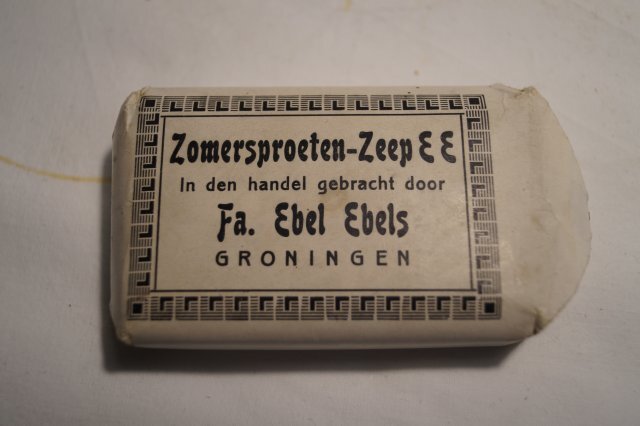 Zomersproeten-Zeep E E
In den handel gebracht door
Fa. Ebel Ebels
GRONINGEN